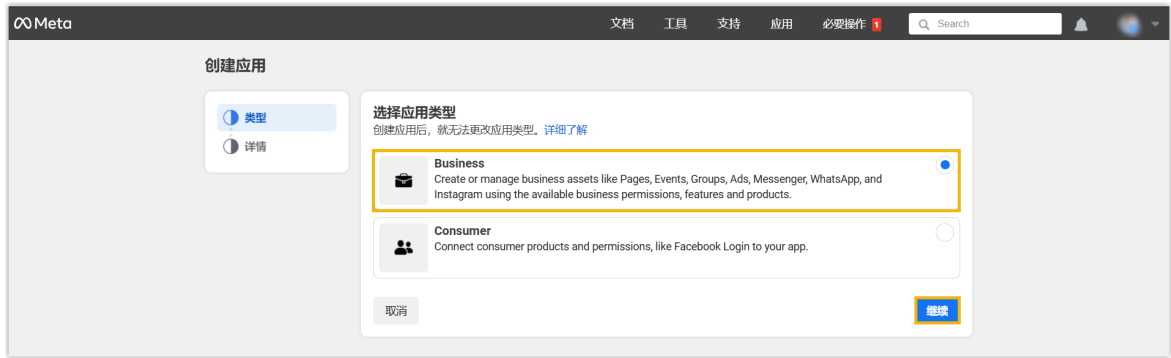 Meta
文档
工具
支持
应用
必要操作 1
Search
创建应用
类型
详情
选择应用类型
创建应用后，就无法更改应用类型。详细了解
Business
Create or manage business assets like Pages, Events, Groups, Ads, Messenger, WhatsApp, and
Instagram using the available business permissions, features and products.
Consumer
Connect consumer products and permissions, like Facebook Login to your app.
取消
继续